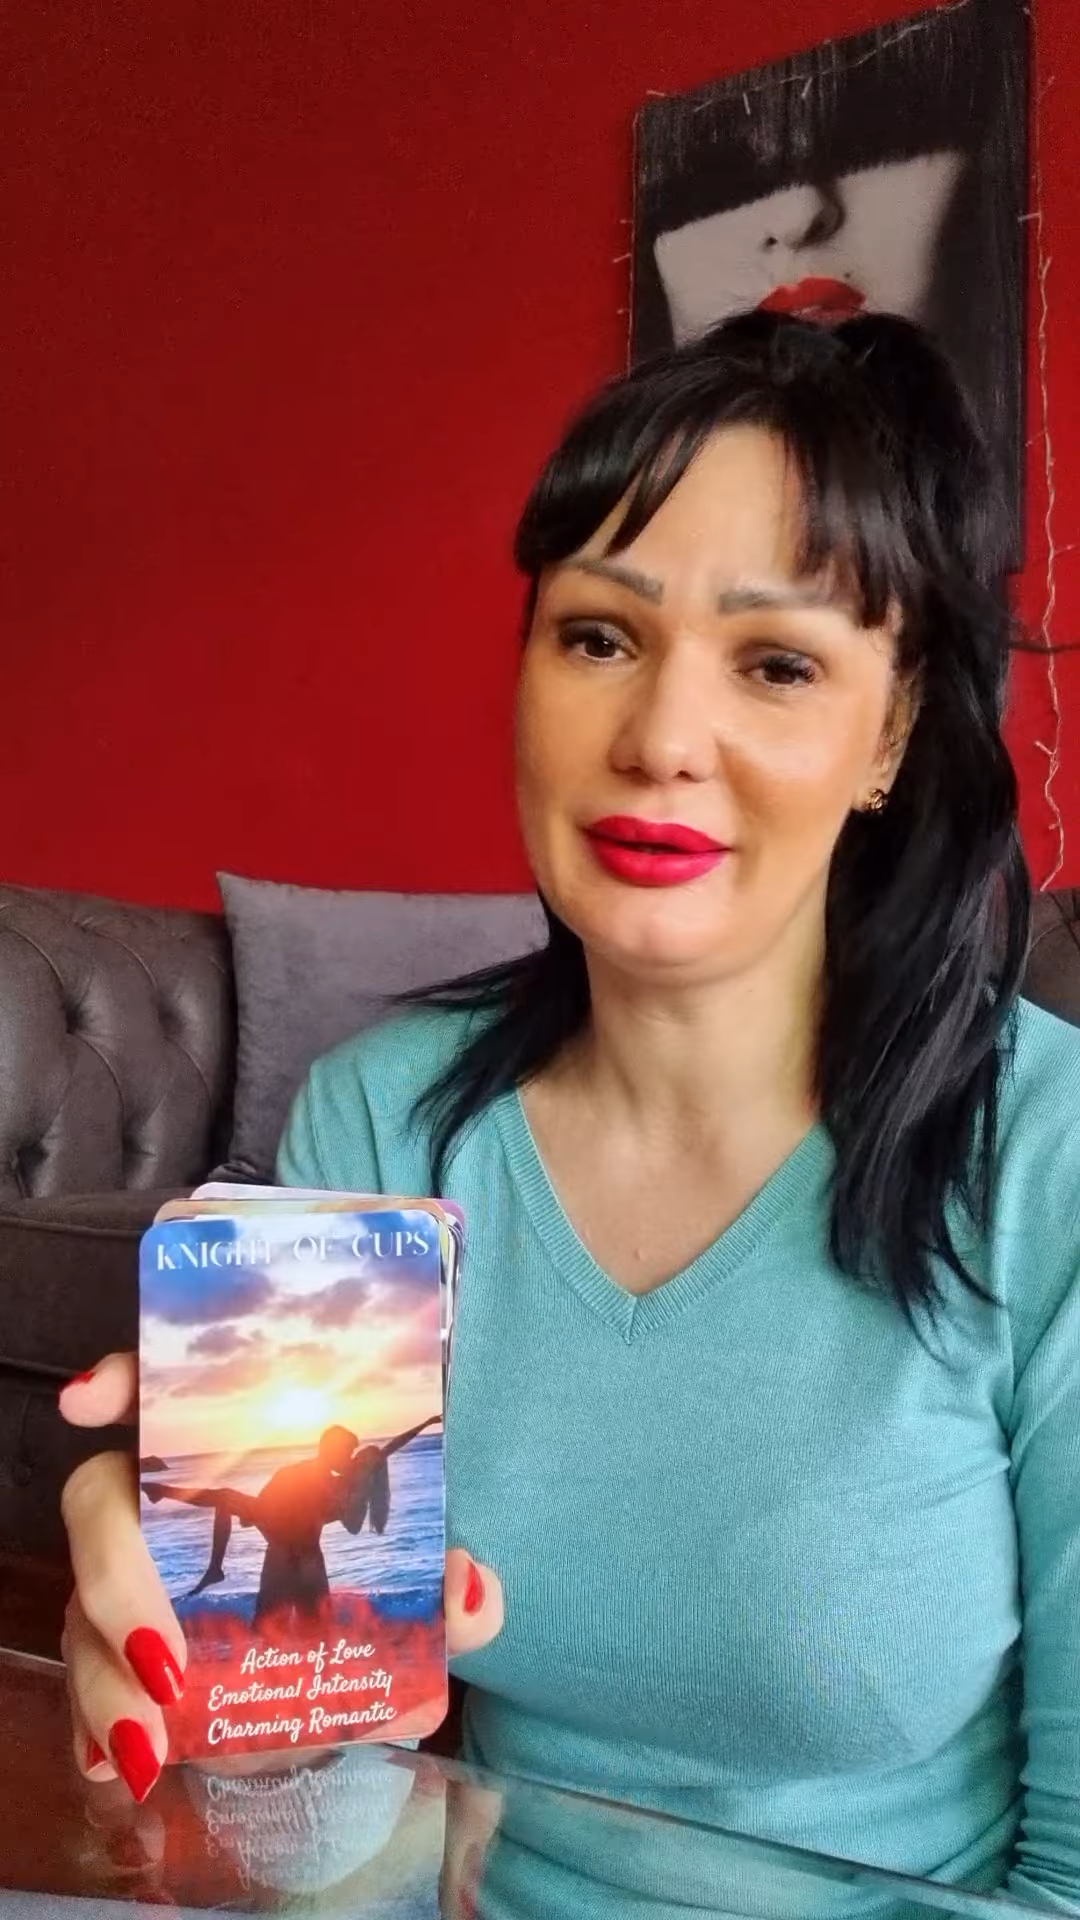 KNIGHT OF CUPS
Action of Love
Emotional Intensity
Charming Romantic